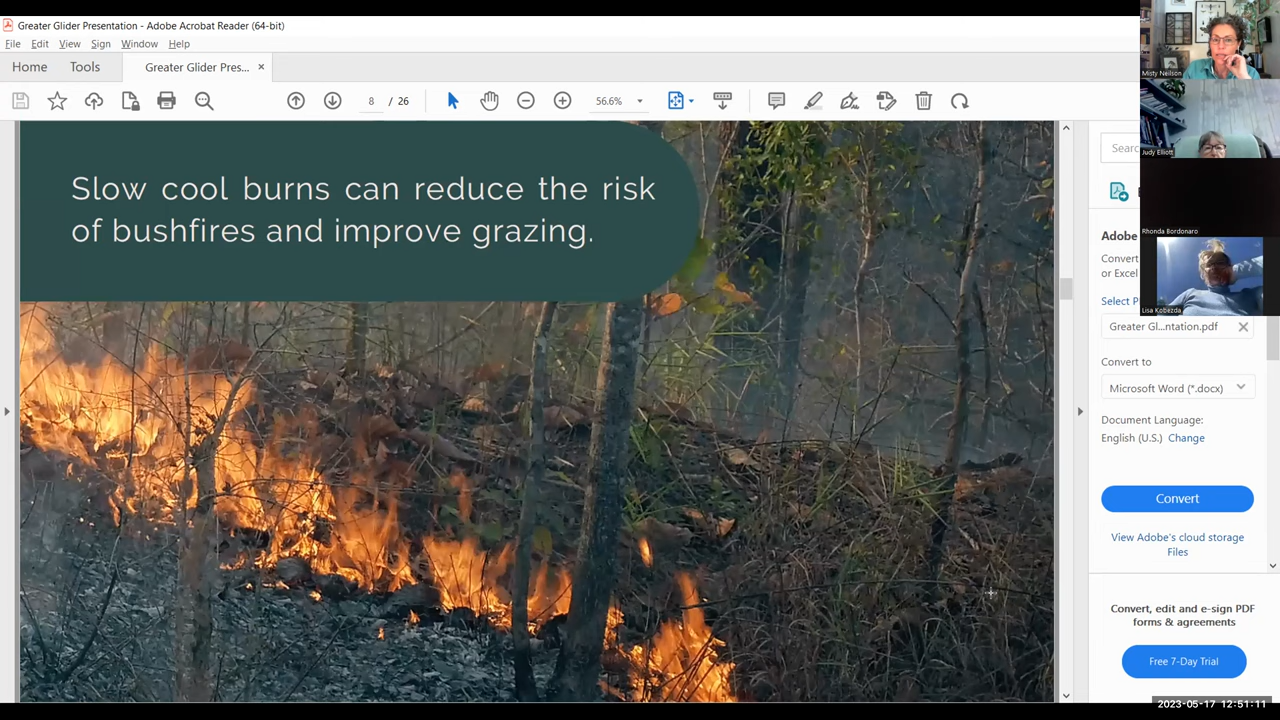 Greater Glider Presentation - Adobe Acrobat Reader (64-bit)
File Edit View Sign Window Help
Home Tools Greater Glider Pres... ×
8 / 26 56.6%
Slow cool burns can reduce the risk
of bushfires and improve grazing.
Misty Neilson
Judy Elliott
Rhonda Bordonaro
Lisa Kobezda
Sear
Adobe
Convert
or Excel
Select P
Greater Gl...ntation.pdf
Convert to
Microsoft Word (*.docx)
Document Language:
English (U.S.) Change
Convert
View Adobe's cloud storage
Files
Convert, edit and e-sign PDF
forms & agreements
Free 7-Day Trial
2023-05-17 12:51:11